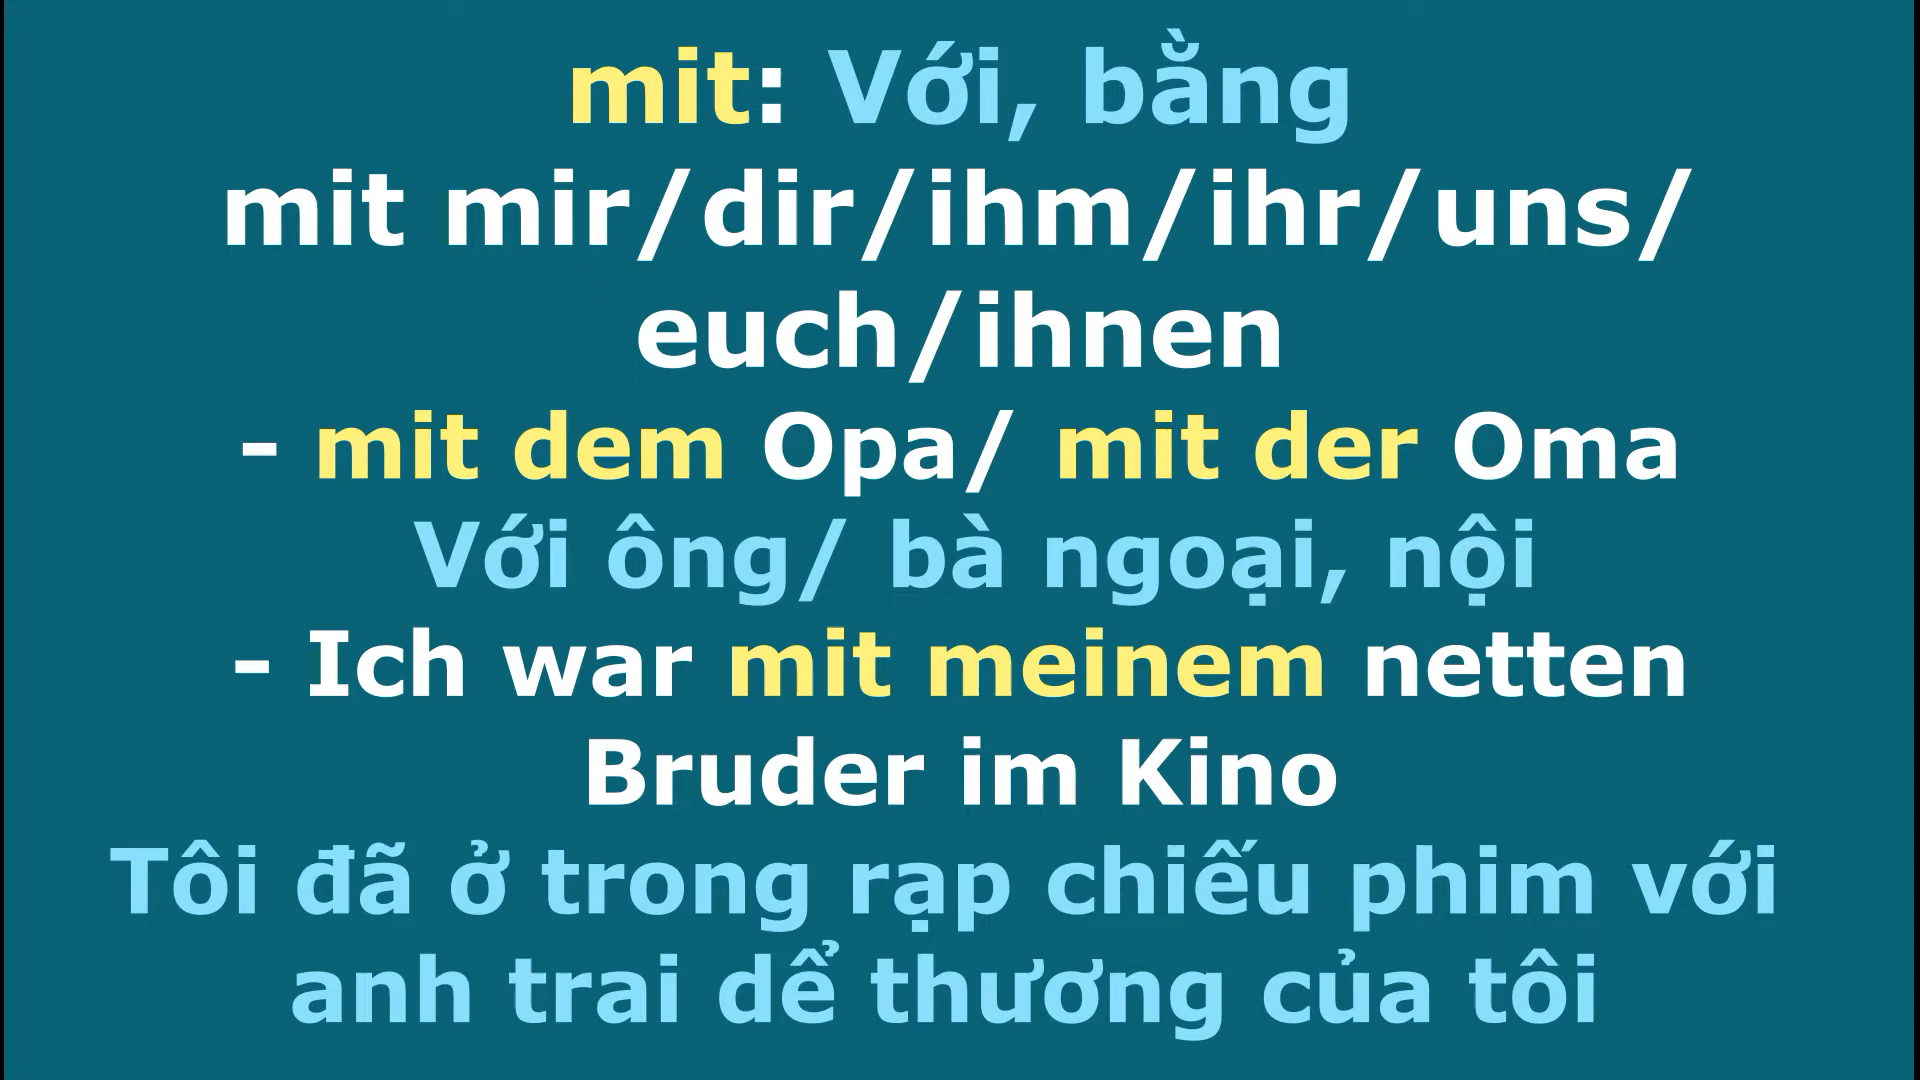 mit: Với, bằng
mit mir/dir/ihm/ihr/uns/
euch/ihnen
- mit dem Opa/ mit der Oma
Với ông/ bà ngoại, nội
- Ich war mit meinem netten
Bruder im Kino
Tôi đã ở trong rạp chiếu phim với
anh trai dể thương của tôi